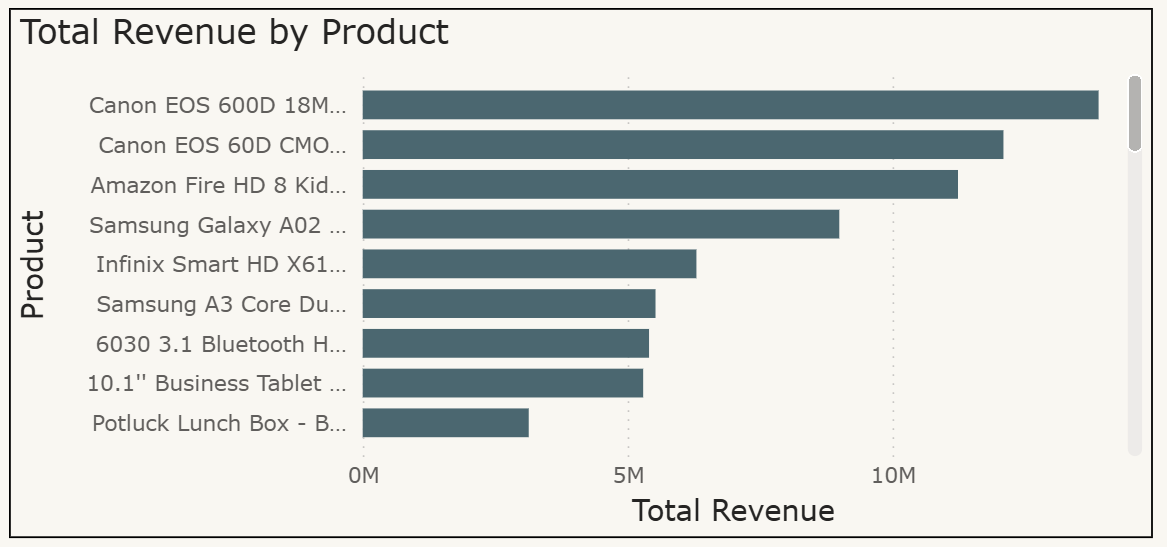 Total Revenue by Product
Product
Canon EOS 600D 18M...
Canon EOS 60D CMO...
Amazon Fire HD 8 Kid...
Samsung Galaxy A02 ...
Infinix Smart HD X61...
Samsung A3 Core Du...
6030 3.1 Bluetooth H...
10.1'' Business Tablet ...
Potluck Lunch Box - B...
0M 5M 10M
Total Revenue